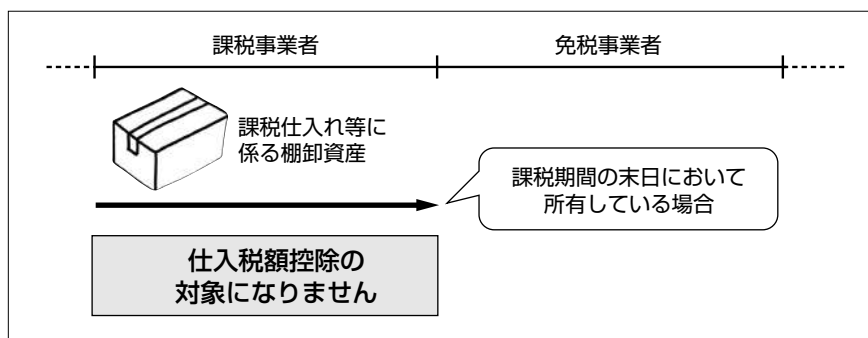 課税事業者
免税事業者
課税仕入れ等に
係る棚卸資産
課税期間の末日において
所有している場合
仕入税額控除の
対象になりません